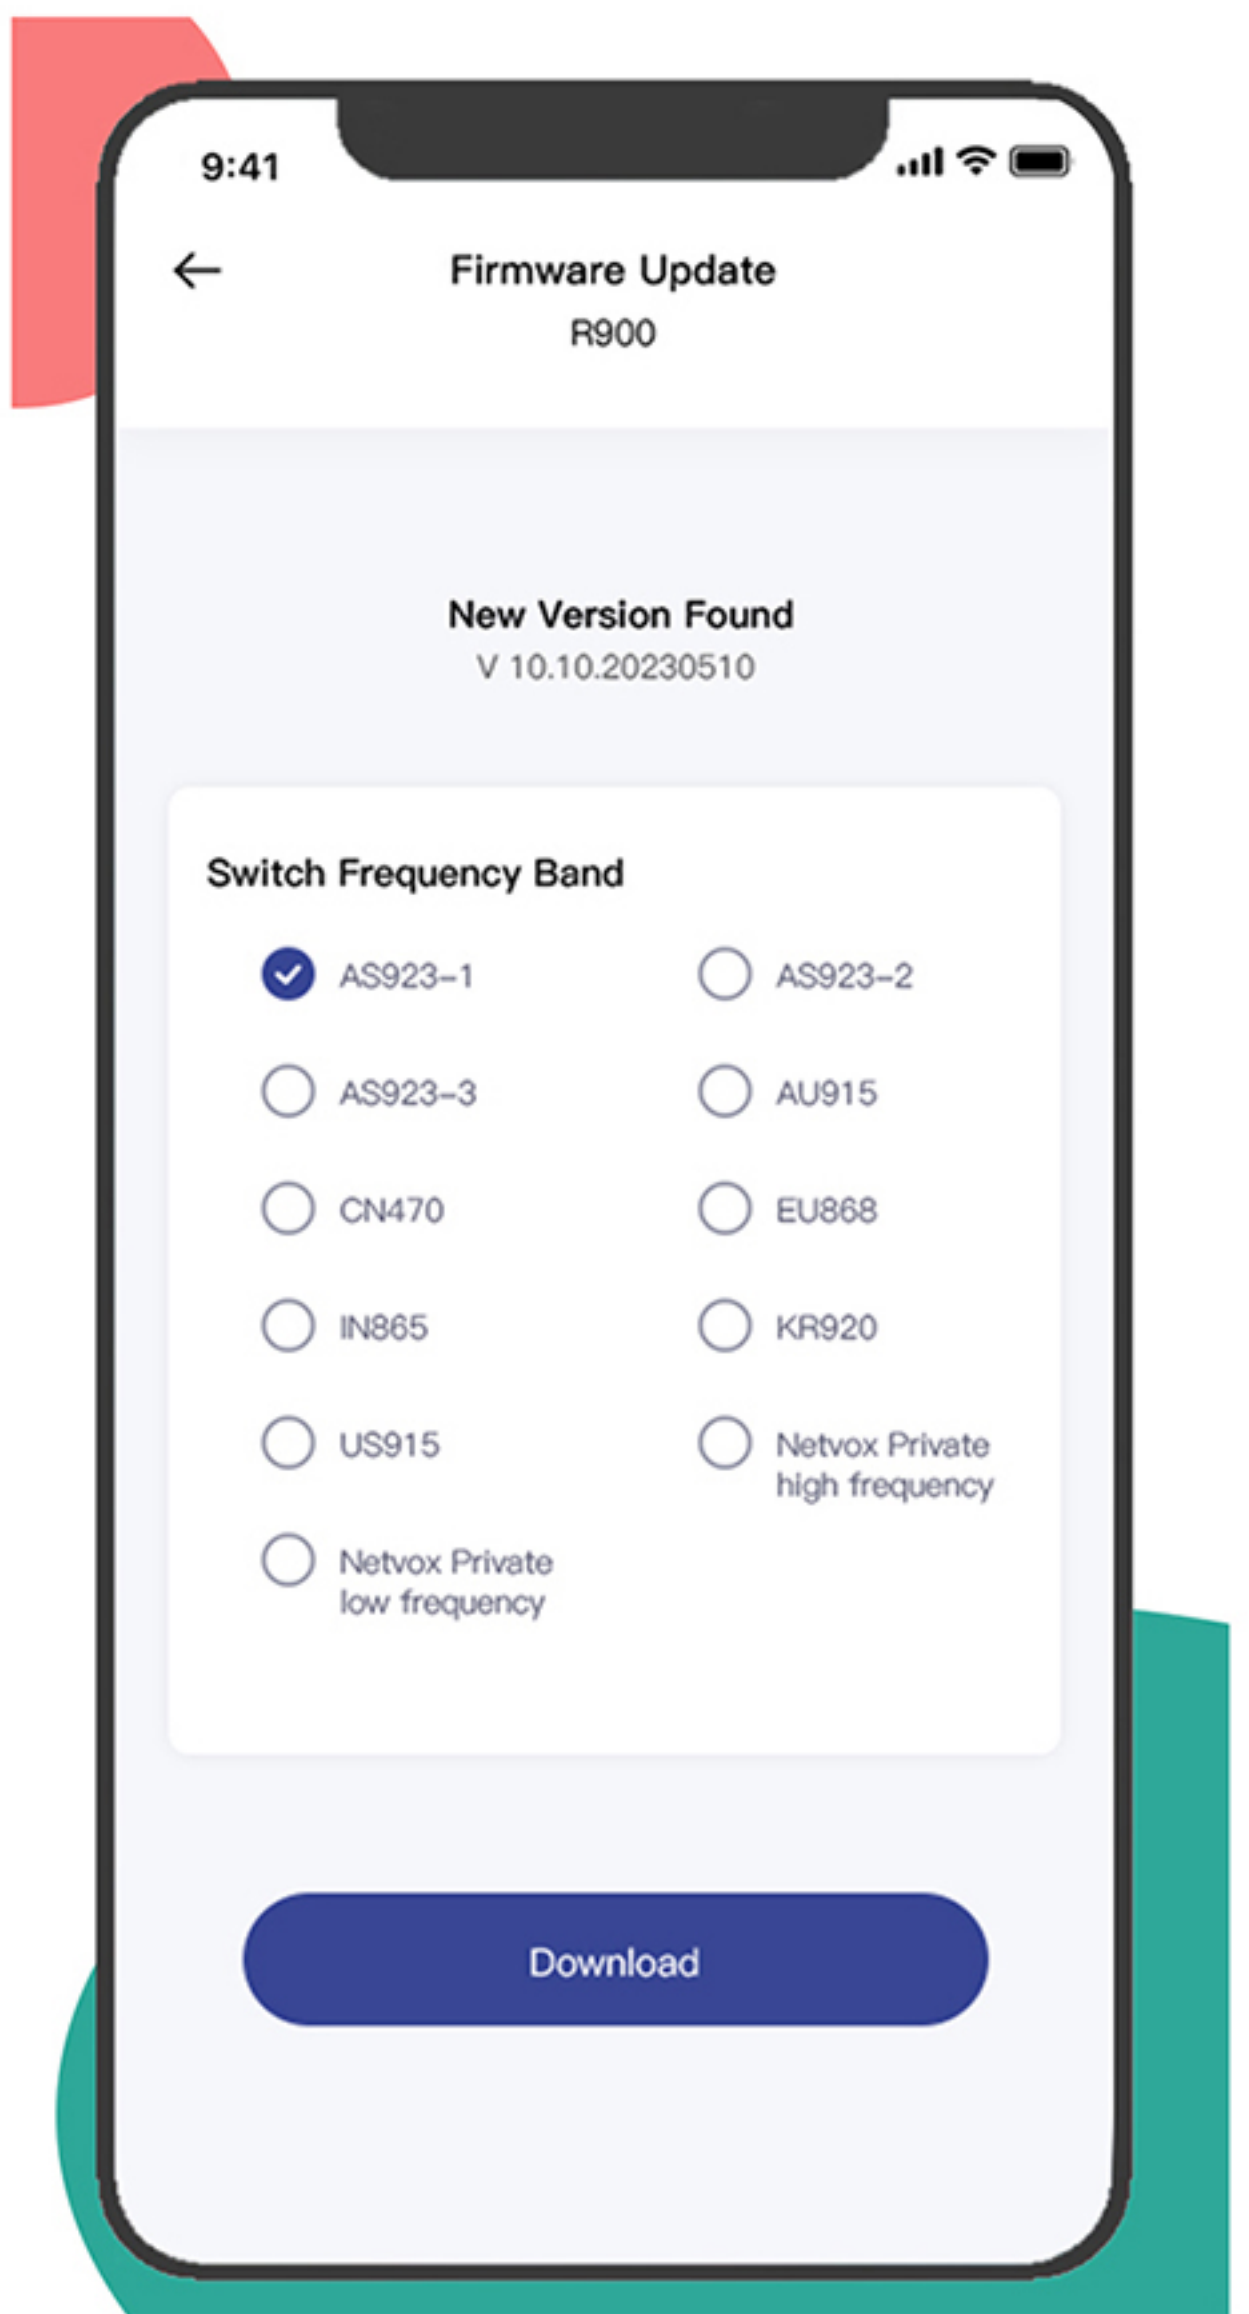 9:41
Firmware Update
R900
New Version Found
V 10.10.20230510
Switch Frequency Band
AS923-1
AS923-2
AS923-3
AU915
CN470
EU868
IN865
KR920
US915
Netvox Private
high frequency
Netvox Private
low frequency
Download